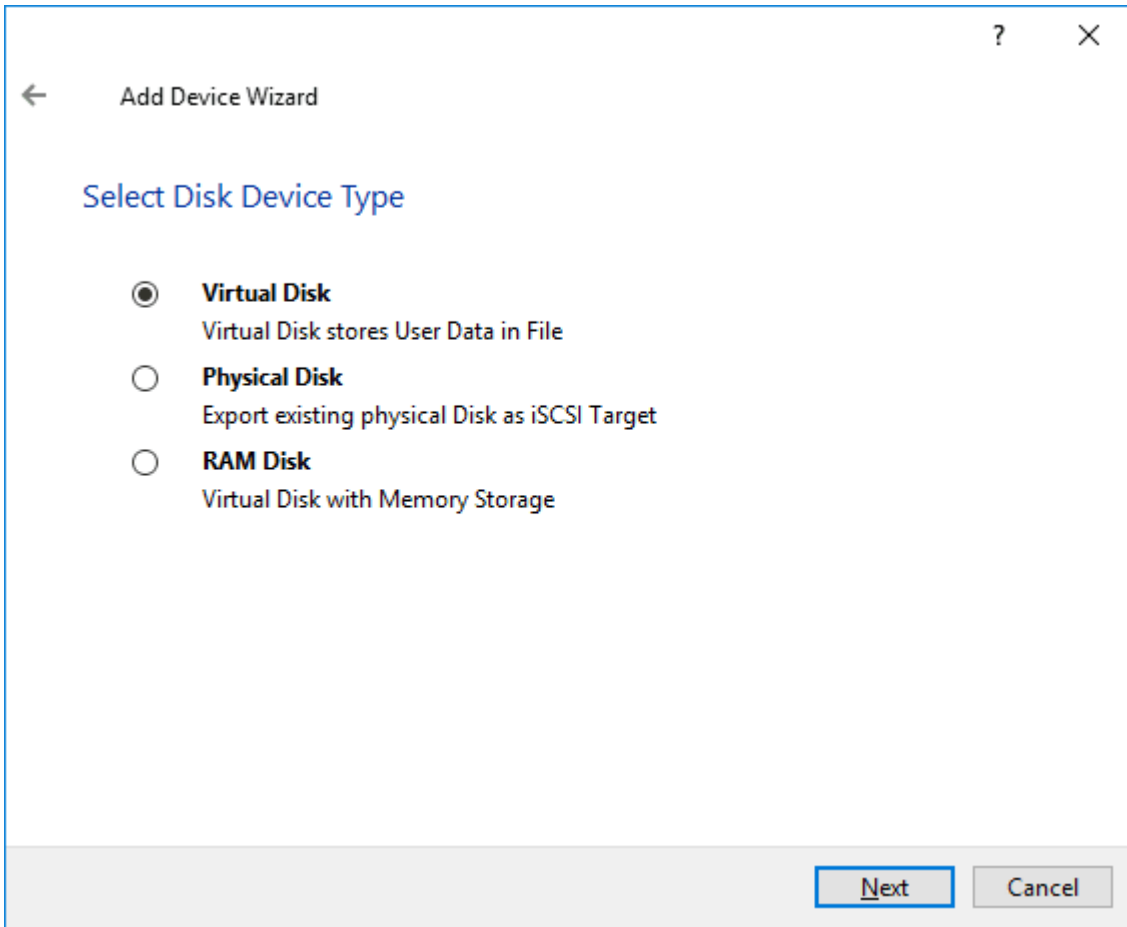 ?
Add Device Wizard
Select Disk Device Type
Virtual Disk
Virtual Disk stores User Data in File
Physical Disk
Export existing physical Disk as iSCSI Target
RAM Disk
Virtual Disk with Memory Storage
Next Cancel